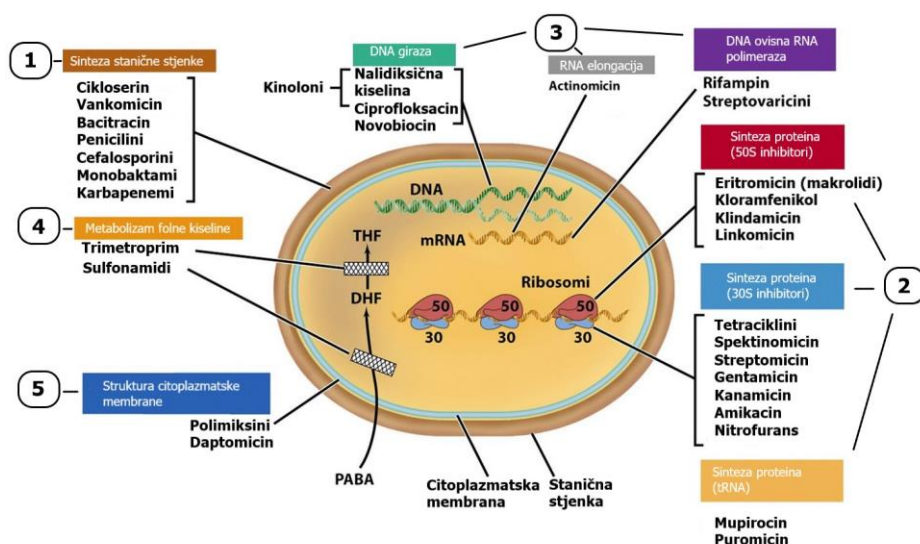 1
Sinteza stanične stjenke
Cikloserin
Vankomicin
Bacitracin
Penicilini
Cefalosporini
Monobaktami
Karbapenemi
DNA giraza
Kinoloni
Nalidiksična
kiselina
Ciprofloksacin
Novobiocin
3
RNA elongacija
Actinomicin
DNA ovisna RNA
polimeraza
Rifampin
Streptovaricini
Sinteza proteina
(50S inhibitori)
Eritromicin (makrolidi)
Kloramfenikol
Klindamicin
Linkomicin
2
Sinteza proteina
(30S inhibitori)
Tetraciklini
Spektinomicin
Streptomicin
Gentamicin
Kanamicin
Amikacin
Nitrofurans
Sinteza proteina
(tRNA)
Mupirocin
Puromicin
4
Metabolizam folne kiseline
Trimetroprim
Sulfonamidi
5
Struktura citoplazmatske
membrane
Polimiksini
Daptomicin
DNA
mRNA
THF
DHF
PABA
Ribosomi
50
50
50
30
30
30
Citoplazmatska
membrana
Stanična
stjenka